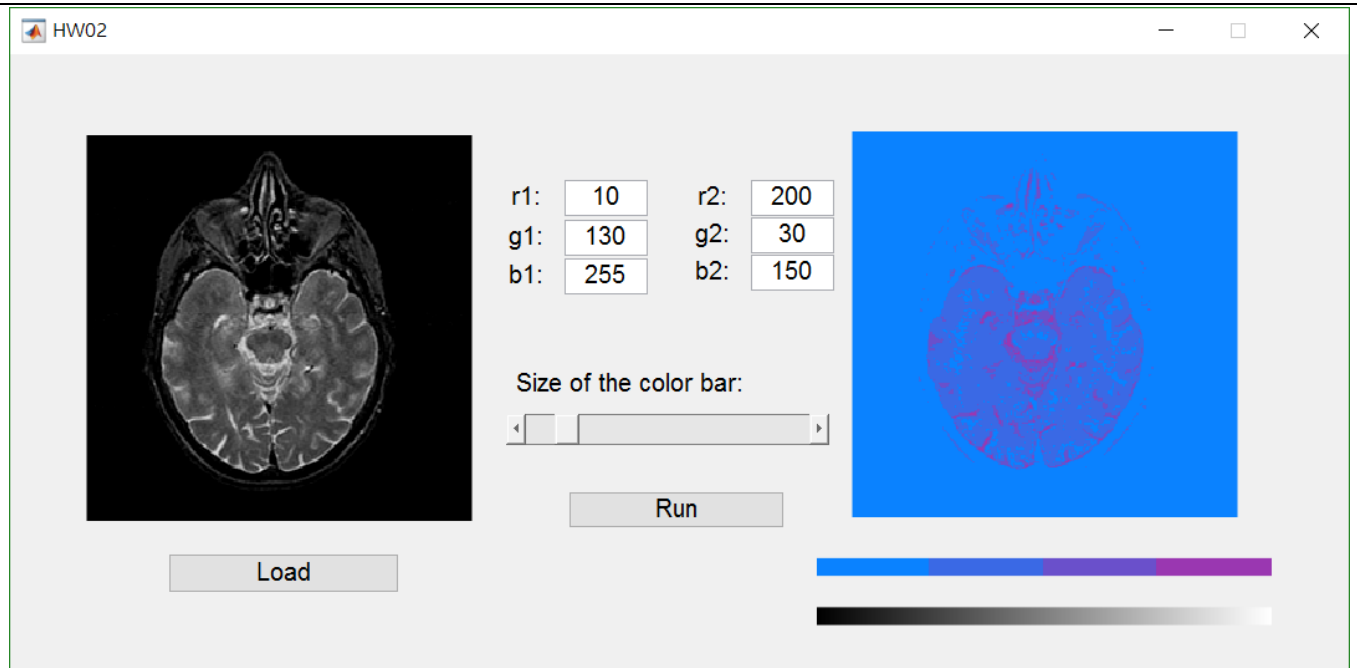 HW02
r1: 10 r2: 200
g1: 130 g2: 30
b1: 255 b2: 150
Size of the color bar:
Run
Load